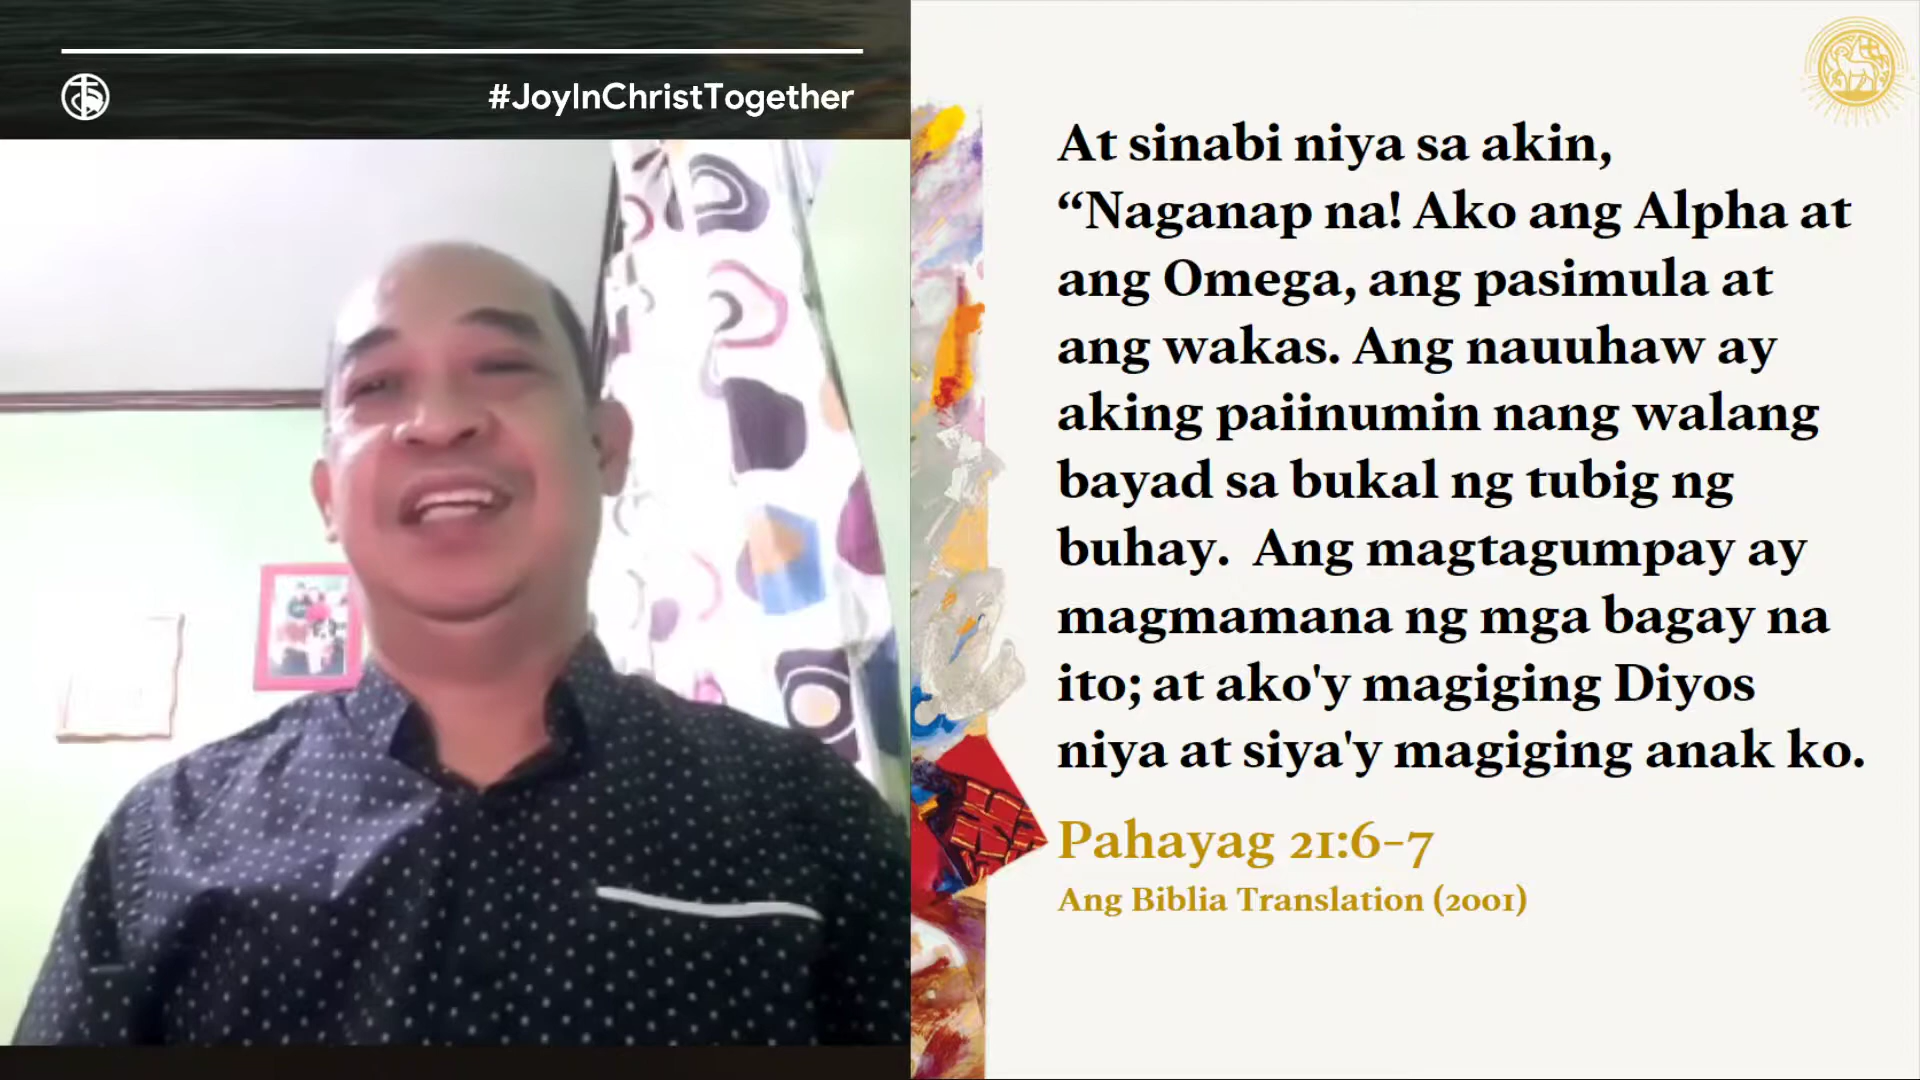 #JoyInChristTogether
At sinabi niya sa akin,
“Naganap na! Ako ang Alpha at
ang Omega, ang pasimula at
ang wakas. Ang nauuhaw ay
aking paiinumin nang walang
bayad sa bukal ng tubig ng
buhay.  Ang magtagumpay ay
magmamana ng mga bagay na
ito; at ako'y magiging Diyos
niya at siya'y magiging anak ko.
Pahayag 21:6-7
Ang Biblia Translation (2001)